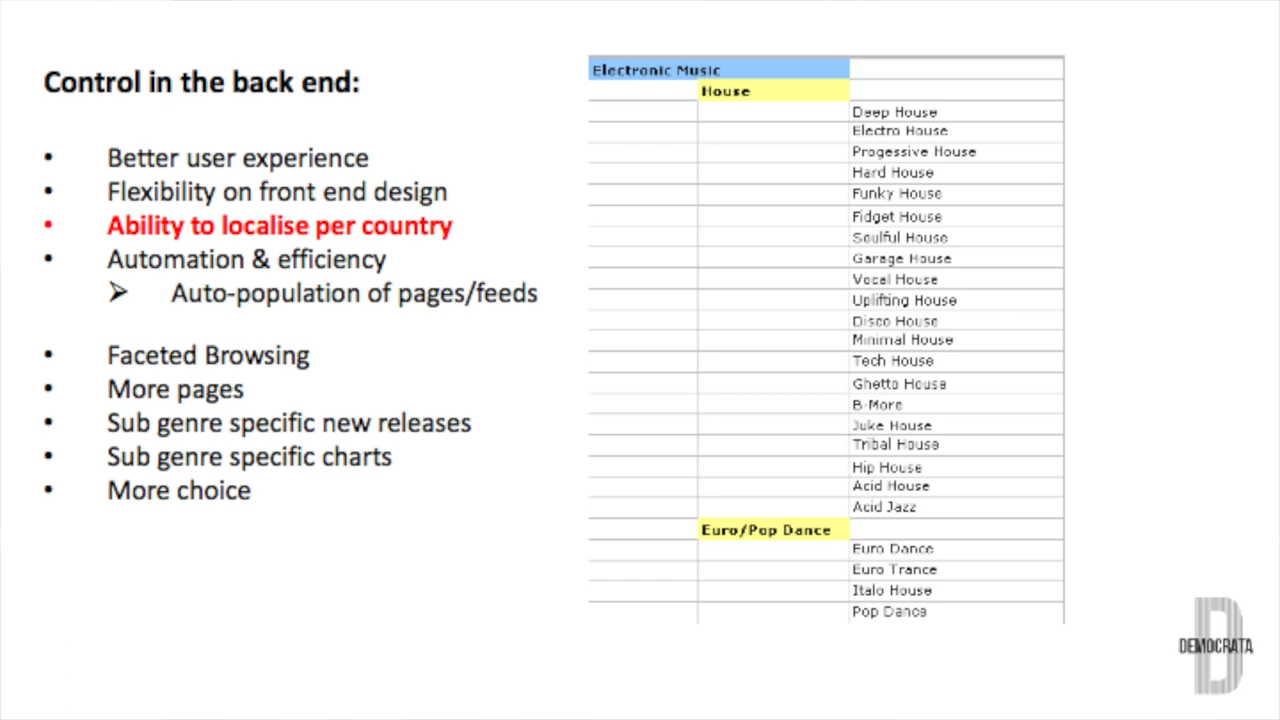 Control in the back end:
• Better user experience
• Flexibility on front end design
• Ability to localise per country
• Automation & efficiency
➢ Auto-population of pages/feeds
• Faceted Browsing
• More pages
• Sub genre specific new releases
• Sub genre specific charts
• More choice
Electronic Music
House
Deep House
Electro House
Progessive House
Hard House
Funky House
Fidget House
Soulful House
Garage House
Vocal House
Uplifting House
Disco House
Minimal House
Tech House
Ghetto House
B-More
Juke House
Tribal House
Hip House
Acid House
Acid Jazz
Euro/Pop Dance
Euro Dance
Euro Trance
Italo House
Pop Dance
D
DEMOCRATA